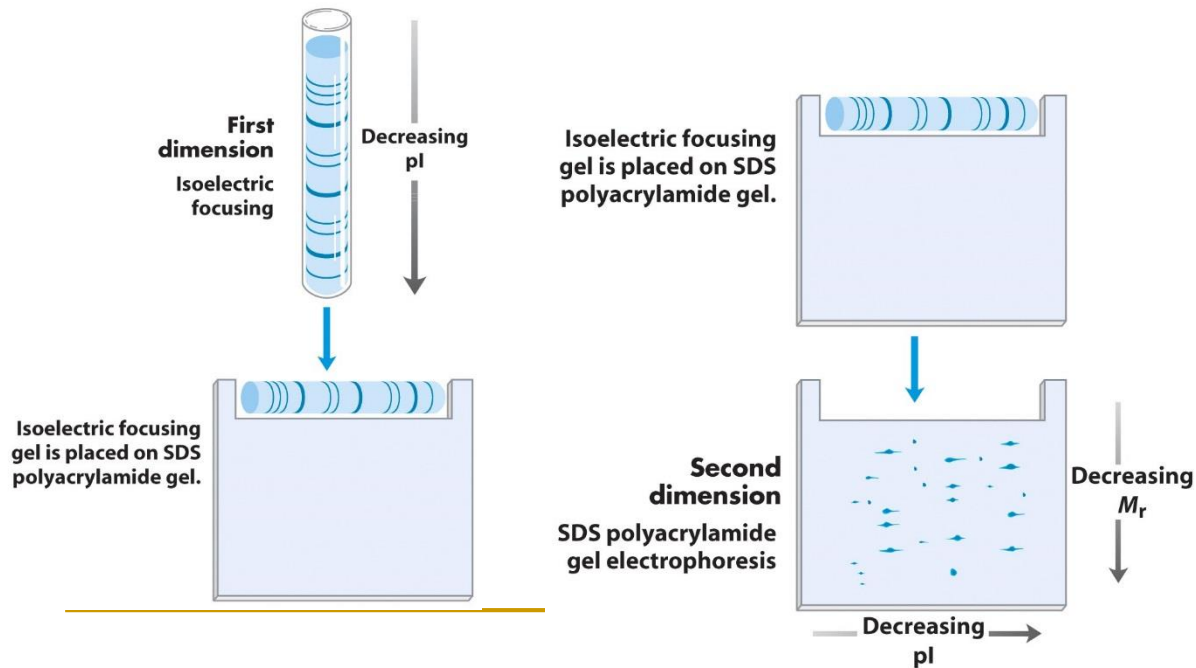 First
dimension
Isoelectric
focusing
Decreasing
pI
Isoelectric focusing
gel is placed on SDS
polyacrylamide gel.
Isoelectric focusing
gel is placed on SDS
polyacrylamide gel.
Second
dimension
SDS polyacrylamide
gel electrophoresis
Decreasing
Mr
Decreasing
pI